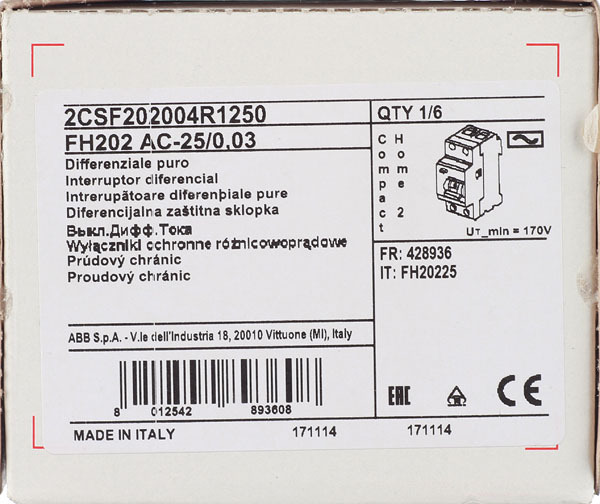 2CSF202004R1250
FH202 AC-25/0,03
Differenziale puro
Interruptor diferencial
Intrerupătoare diferenþiale pure
Diferencijalna zaštitna sklopka
Выкл.Дифф.Тока
Wyłączniki ochronne różnicowoprądowe
Prúdový chránic
Proudový chránic
ABB S.p.A. - V.le dell'Industria 18, 20010 Vittuone (MI), Italy
8 012542 893608
MADE IN ITALY 171114
QTY 1/6
Compact
Home 2
UT_min = 170V
FR: 428936
IT: FH20225
EAC
CE
171114